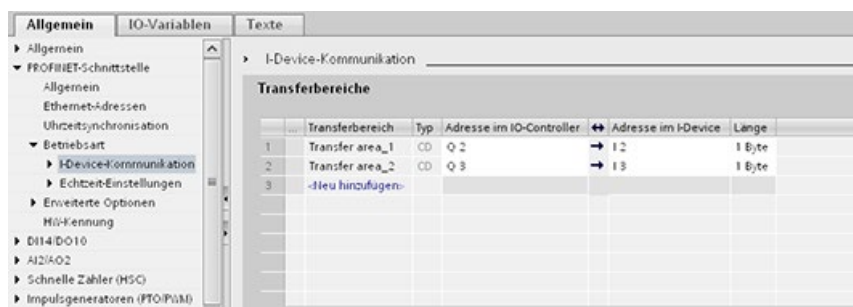 Allgemein IO-Variablen Texte
Allgemein
PROFINET-Schnittstelle
Allgemein
Ethernet-Adressen
Uhrzeitsynchronisation
Betriebsart
I-Device-Kommunikation
Echtzeit-Einstellungen
Erweiterte Optionen
HW-Kennung
DI14/DO10
AI2/AO2
Schnelle Zähler (HSC)
Impulsgeneratoren (PTO/PWM)
I-Device-Kommunikation
Transferbereiche
... Transferbereich Typ Adresse im IO-Controller ↔ Adresse im I-Device Länge
1 Transfer area_1 CD Q 2 → I 2 1 Byte
2 Transfer area_2 CD Q 3 → I 3 1 Byte
3 <Neu hinzufügen>